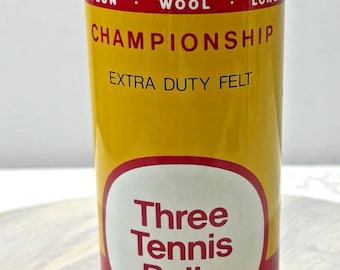 · WOOL ·
CHAMPIONSHIP
EXTRA DUTY FELT
Three
Tennis